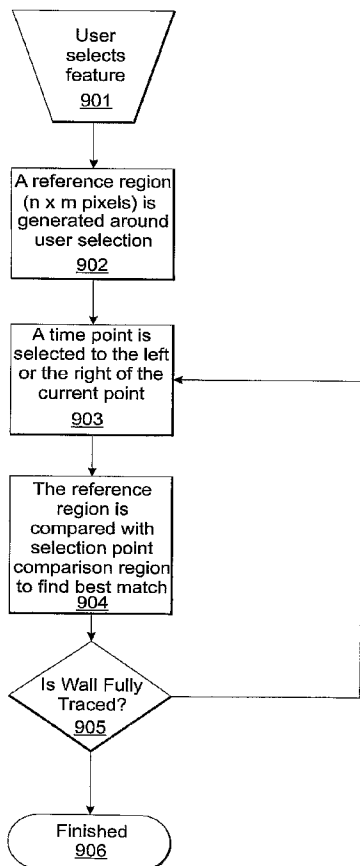 User
selects
feature
901
A reference region
(n x m pixels) is
generated around
user selection
902
A time point is
selected to the left
or the right of the
current point
903
The reference
region is
compared with
selection point
comparison region
to find best match
904
Is Wall Fully
Traced?
905
Finished
906